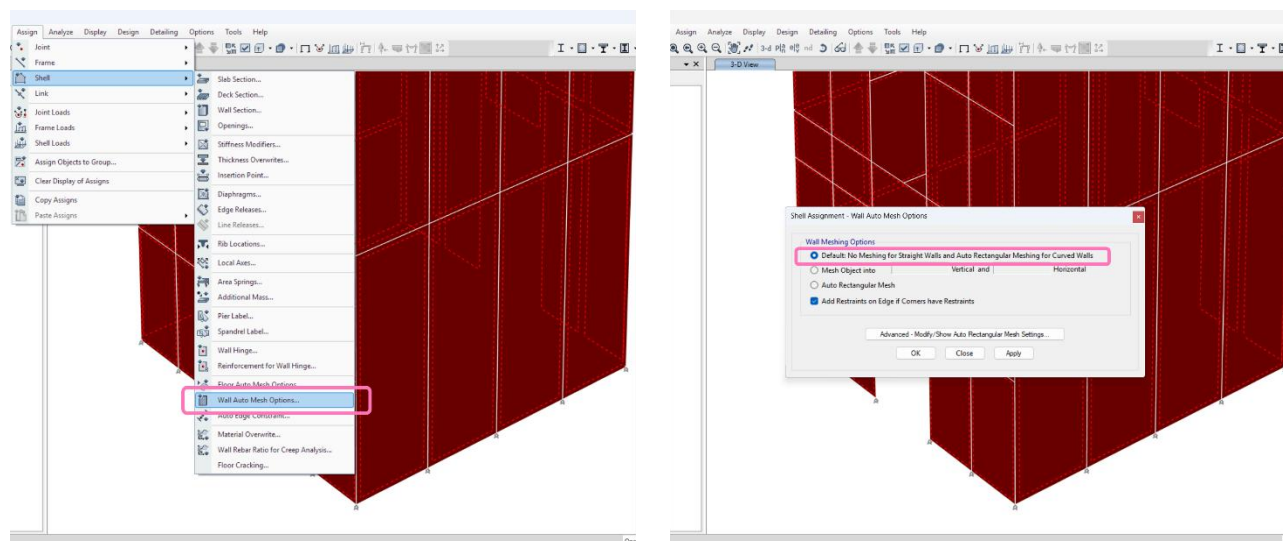 Assign Analyze Display Design Detailing Options Tools Help
Joint
Frame
Shell
Link
Joint Loads
Frame Loads
Shell Loads
Assign Objects to Group...
Clear Display of Assigns
Copy Assigns
Paste Assigns
Slab Section...
Deck Section...
Wall Section...
Openings...
Stiffness Modifiers...
Thickness Overwrites...
Insertion Point...
Diaphragms...
Edge Releases...
Line Releases...
Rib Locations...
Local Axes...
Area Springs...
Additional Mass...
Pier Label...
Spandrel Label...
Wall Hinge...
Reinforcement for Wall Hinge...
Floor Auto Mesh Options...
Wall Auto Mesh Options...
Auto Edge Constraint...
Material Overwrite...
Wall Rebar Ratio for Creep Analysis...
Floor Cracking...
Assign Analyze Display Design Detailing Options Tools Help
3-d
nd
3-D View
Shell Assignment - Wall Auto Mesh Options
Wall Meshing Options
Default: No Meshing for Straight Walls and Auto Rectangular Meshing for Curved Walls
Mesh Object into Vertical and Horizontal
Auto Rectangular Mesh
Add Restraints on Edge if Corners have Restraints
Advanced - Modify/Show Auto Rectangular Mesh Settings...
OK Close Apply